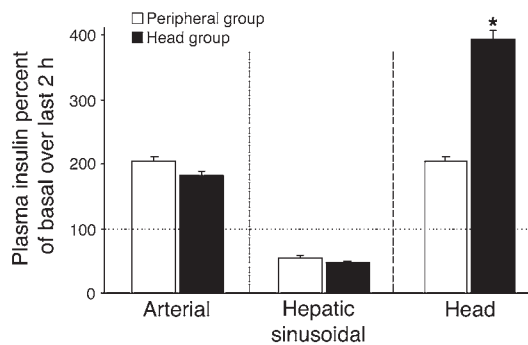 Peripheral group
Head group
Plasma insulin percent
of basal over last 2 h
400
300
200
100
0
*
Arterial
Hepatic
sinusoidal
Head